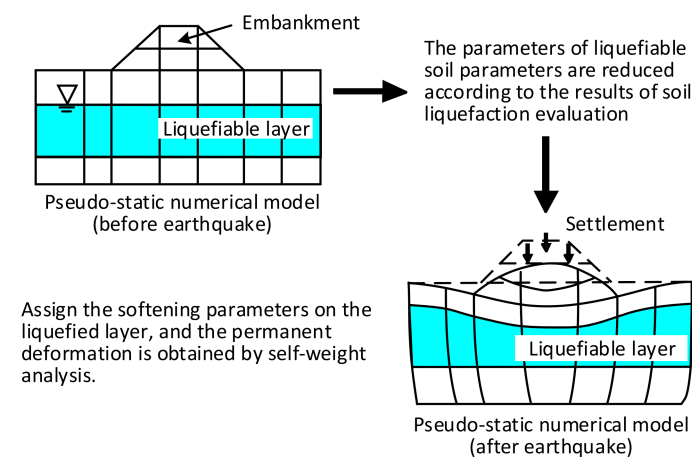 Embankment
Liquefiable layer
Pseudo-static numerical model
(before earthquake)
The parameters of liquefiable
soil parameters are reduced
according to the results of soil
liquefaction evaluation
Settlement
Liquefiable layer
Pseudo-static numerical model
(after earthquake)
Assign the softening parameters on the
liquefied layer, and the permanent
deformation is obtained by self-weight
analysis.